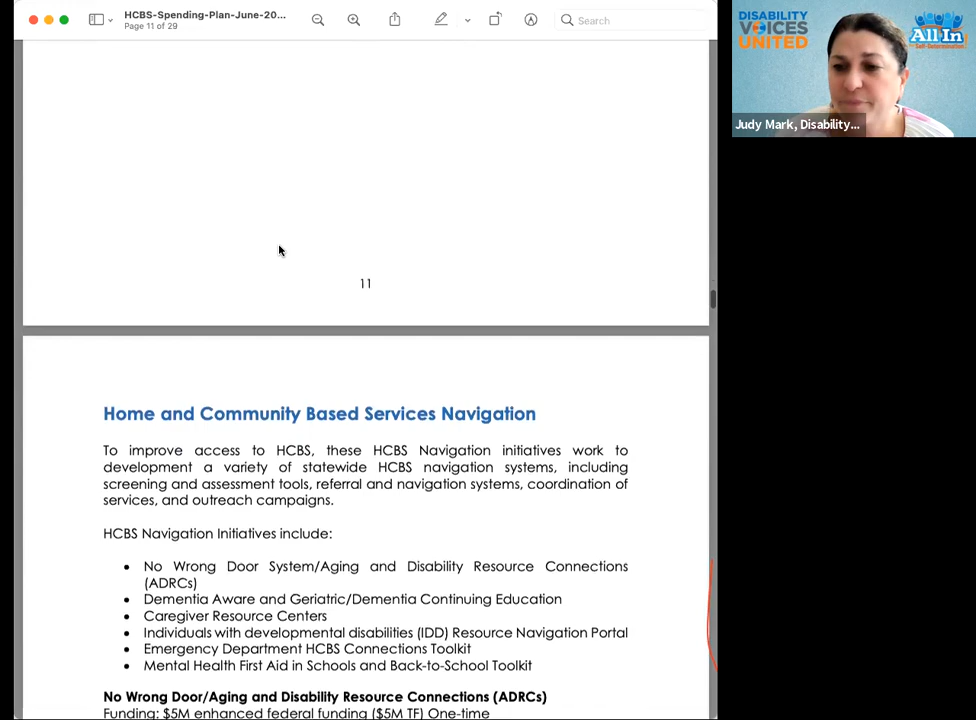 HCBS-Spending-Plan-June-20...
Page 11 of 29
Search
DISABILITY
VOICES
UNITED
All In
for Self-Determination
Judy Mark, Disability...
11
Home and Community Based Services Navigation
To improve access to HCBS, these HCBS Navigation initiatives work to
development a variety of statewide HCBS navigation systems, including
screening and assessment tools, referral and navigation systems, coordination of
services, and outreach campaigns.
HCBS Navigation Initiatives include:
• No Wrong Door System/Aging and Disability Resource Connections
(ADRCs)
• Dementia Aware and Geriatric/Dementia Continuing Education
• Caregiver Resource Centers
• Individuals with developmental disabilities (IDD) Resource Navigation Portal
• Emergency Department HCBS Connections Toolkit
• Mental Health First Aid in Schools and Back-to-School Toolkit
No Wrong Door/Aging and Disability Resource Connections (ADRCs)
Funding: $5M enhanced federal funding ($5M TF) One-time